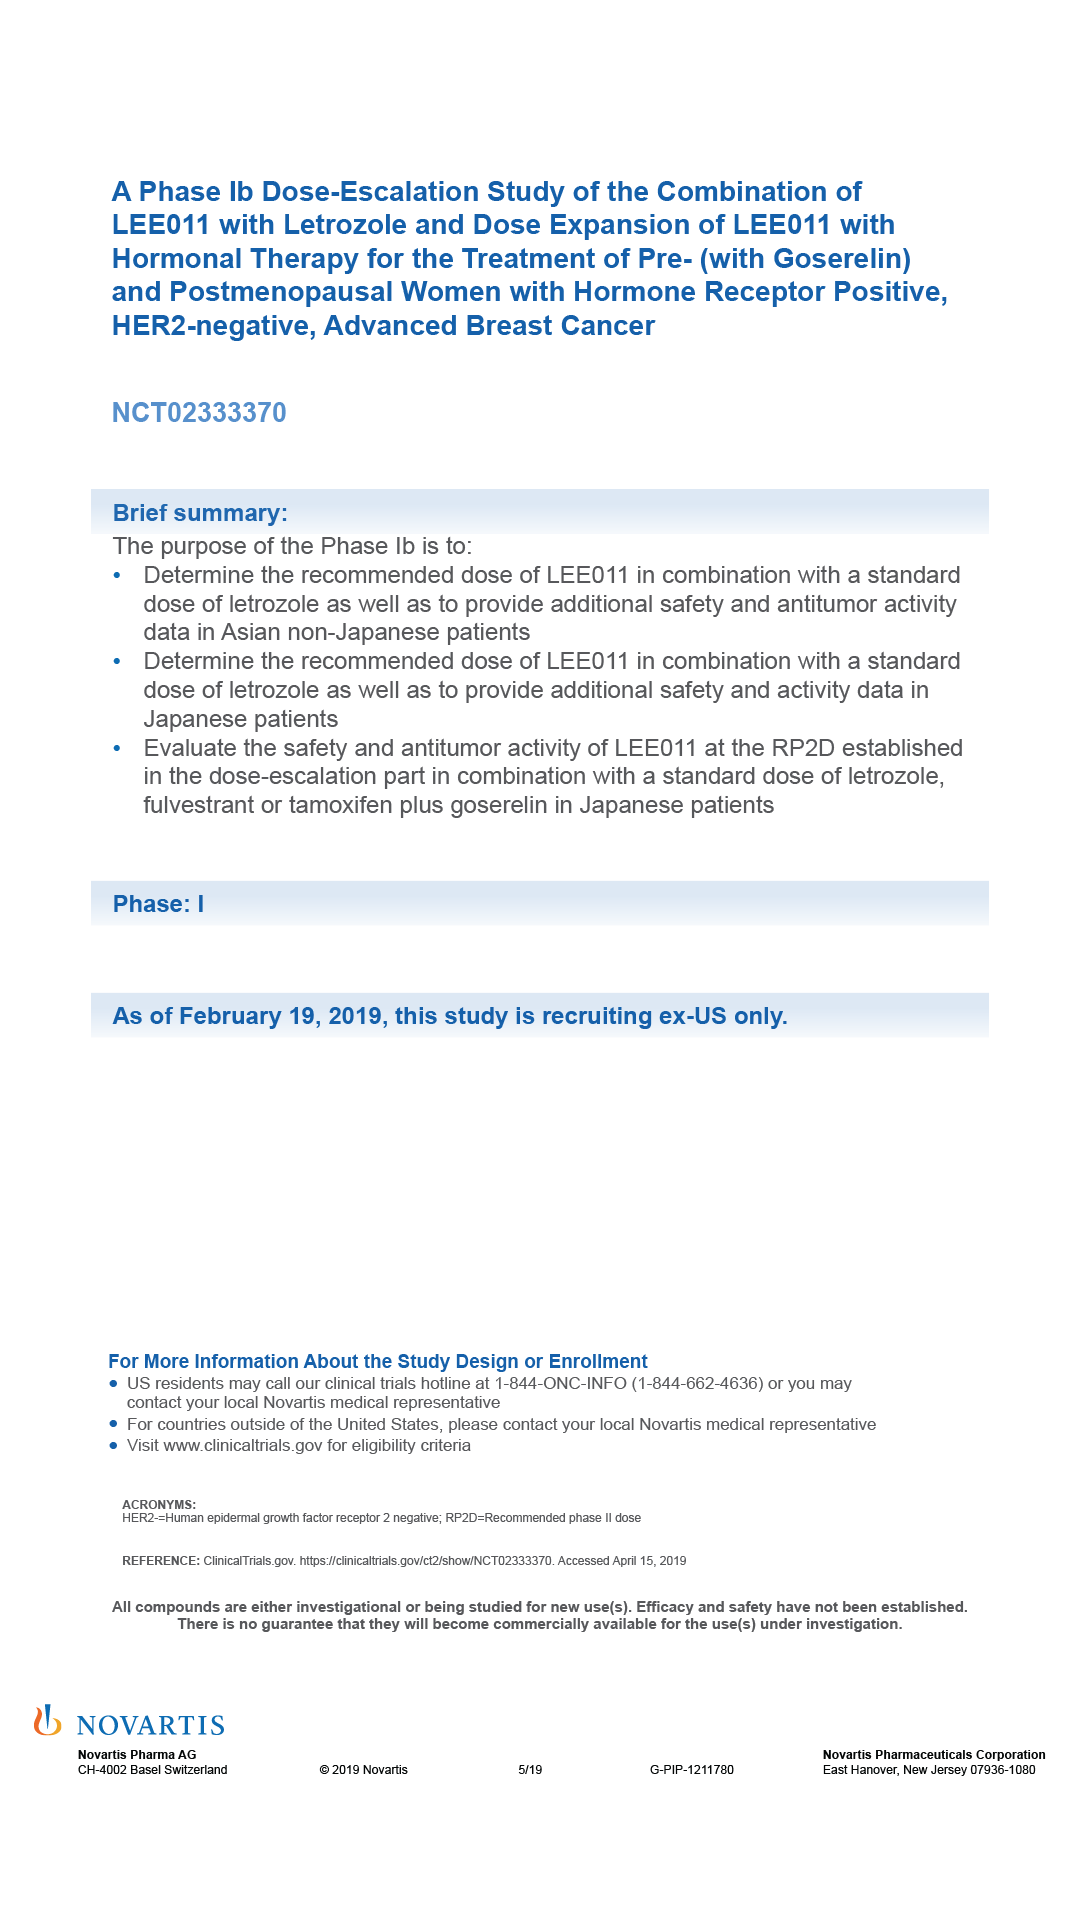 A Phase Ib Dose-Escalation Study of the Combination of
LEE011 with Letrozole and Dose Expansion of LEE011 with
Hormonal Therapy for the Treatment of Pre- (with Goserelin)
and Postmenopausal Women with Hormone Receptor Positive,
HER2-negative, Advanced Breast Cancer
NCT02333370
Brief summary:
The purpose of the Phase Ib is to:
• Determine the recommended dose of LEE011 in combination with a standard
dose of letrozole as well as to provide additional safety and antitumor activity
data in Asian non-Japanese patients
• Determine the recommended dose of LEE011 in combination with a standard
dose of letrozole as well as to provide additional safety and activity data in
Japanese patients
• Evaluate the safety and antitumor activity of LEE011 at the RP2D established
in the dose-escalation part in combination with a standard dose of letrozole,
fulvestrant or tamoxifen plus goserelin in Japanese patients
Phase: I
As of February 19, 2019, this study is recruiting ex-US only.
For More Information About the Study Design or Enrollment
• US residents may call our clinical trials hotline at 1-844-ONC-INFO (1-844-662-4636) or you may
contact your local Novartis medical representative
• For countries outside of the United States, please contact your local Novartis medical representative
• Visit www.clinicaltrials.gov for eligibility criteria
ACRONYMS:
HER2-=Human epidermal growth factor receptor 2 negative; RP2D=Recommended phase II dose
REFERENCE: ClinicalTrials.gov. https://clinicaltrials.gov/ct2/show/NCT02333370. Accessed April 15, 2019
All compounds are either investigational or being studied for new use(s). Efficacy and safety have not been established.
There is no guarantee that they will become commercially available for the use(s) under investigation.
NOVARTIS
Novartis Pharma AG
CH-4002 Basel Switzerland
© 2019 Novartis
5/19
G-PIP-1211780
Novartis Pharmaceuticals Corporation
East Hanover, New Jersey 07936-1080